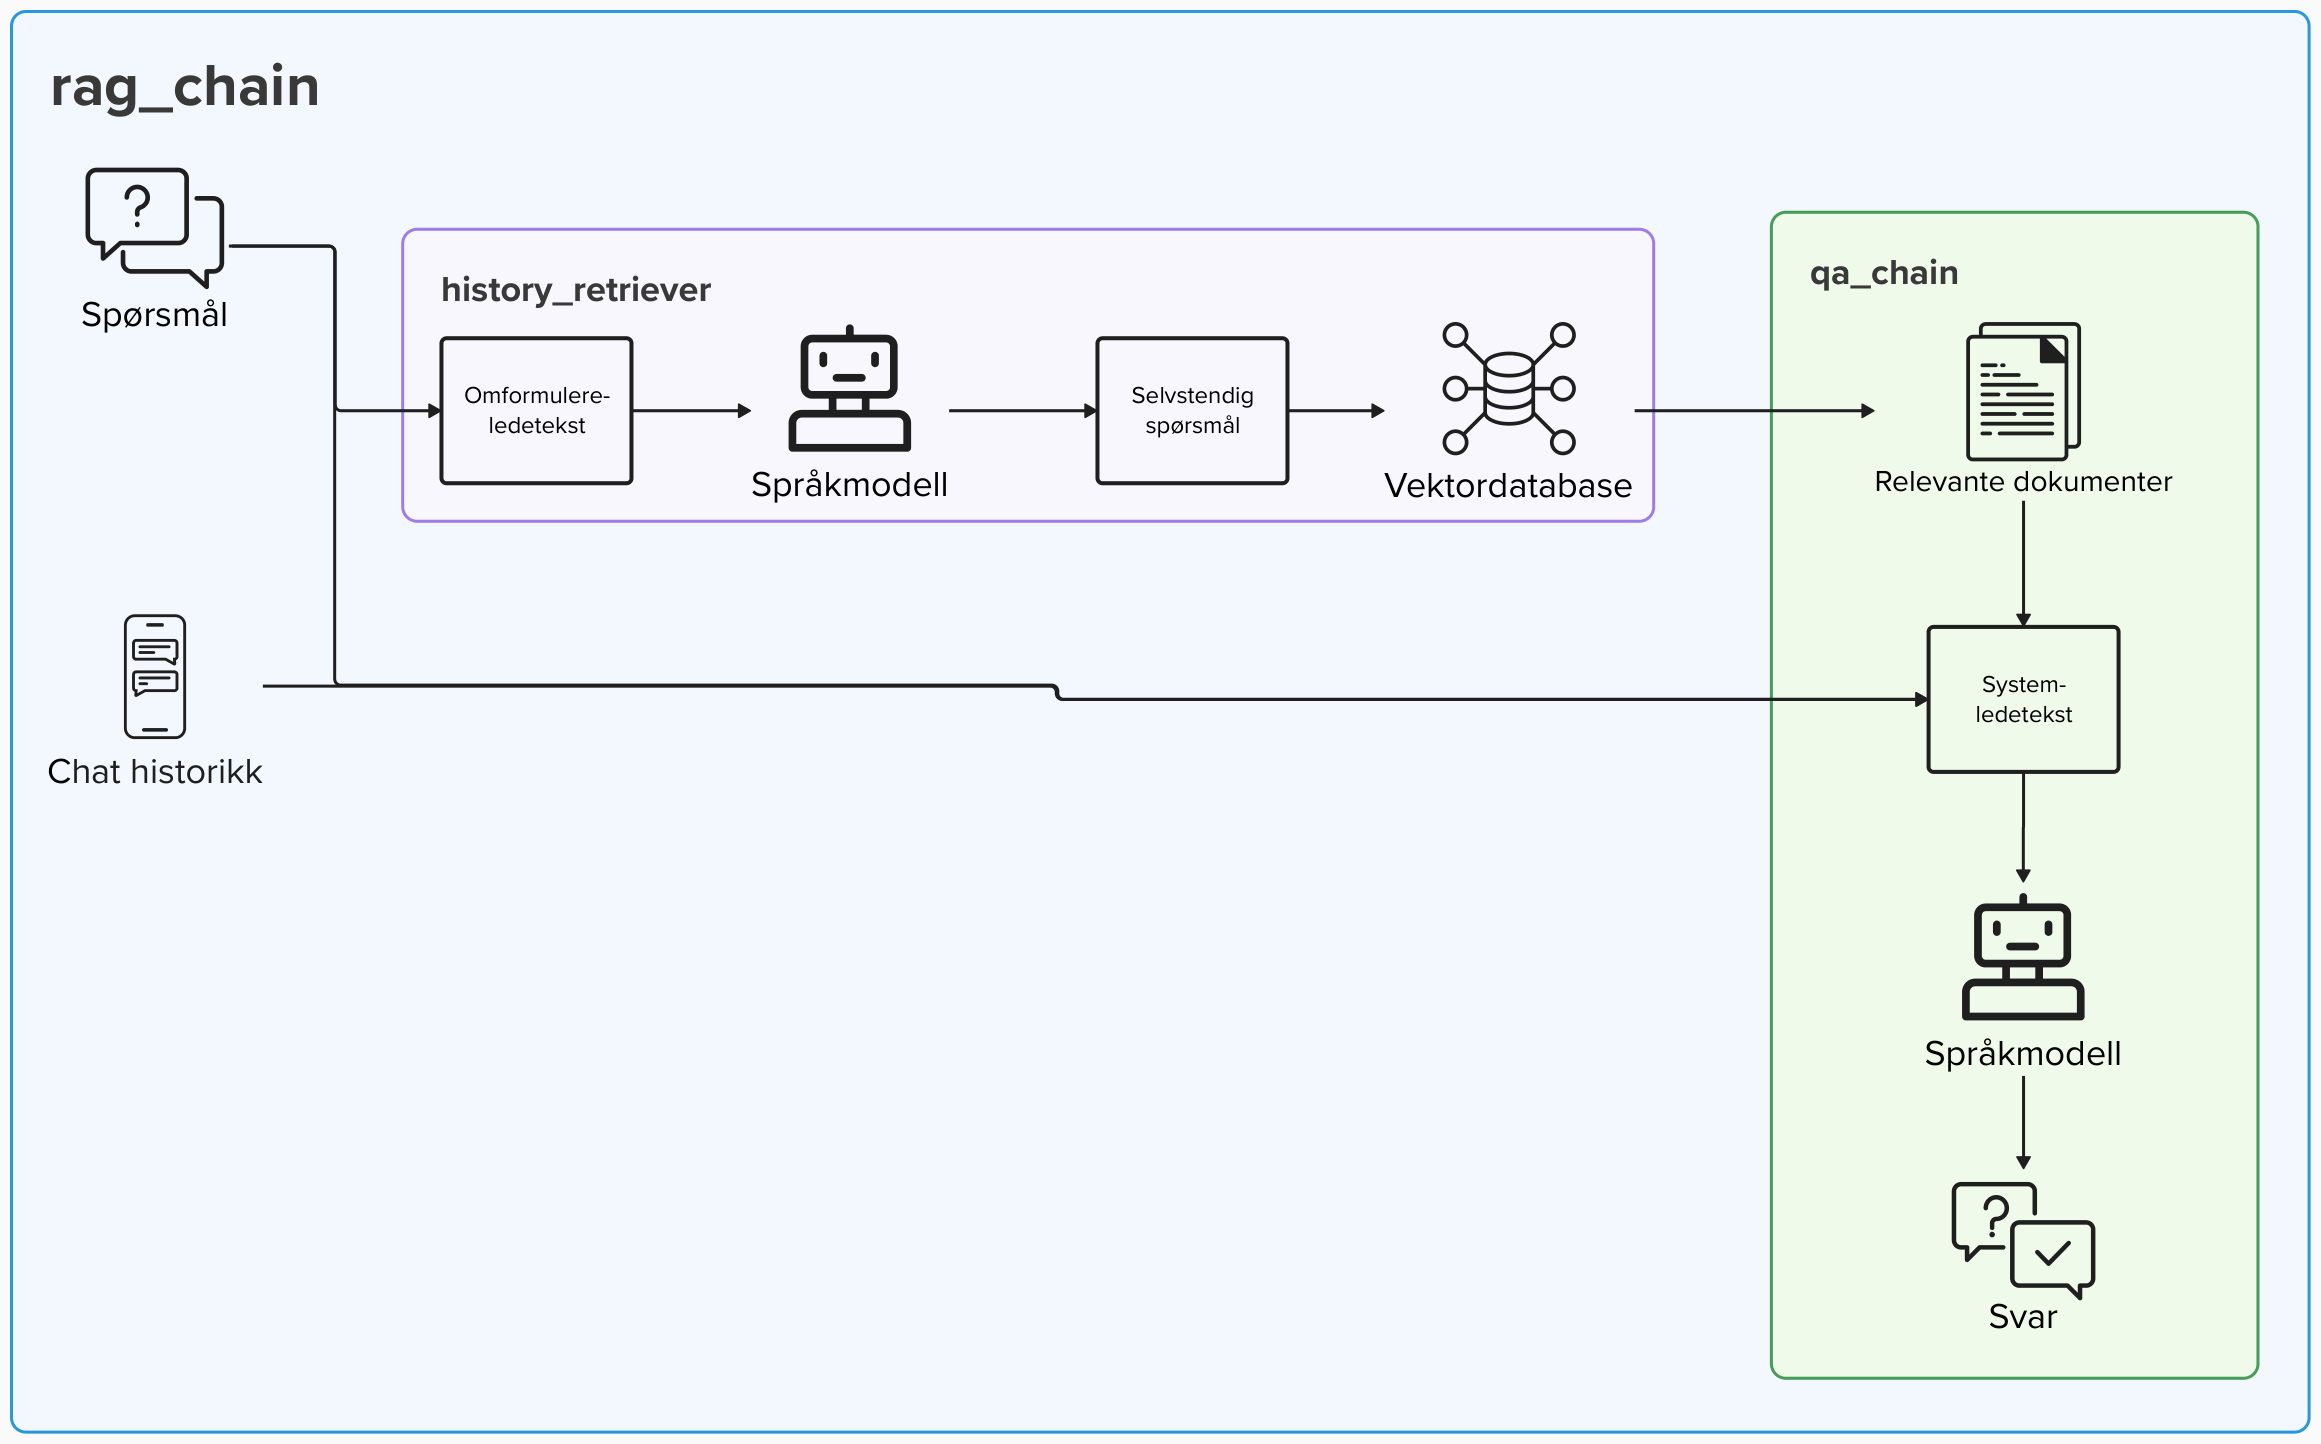 rag_chain
Spørsmål
history_retriever
Omformulere-
ledetekst
Språkmodell
Selvstendig
spørsmål
Vektordatabase
qa_chain
Relevante dokumenter
Chat historikk
System-
ledetekst
Språkmodell
Svar